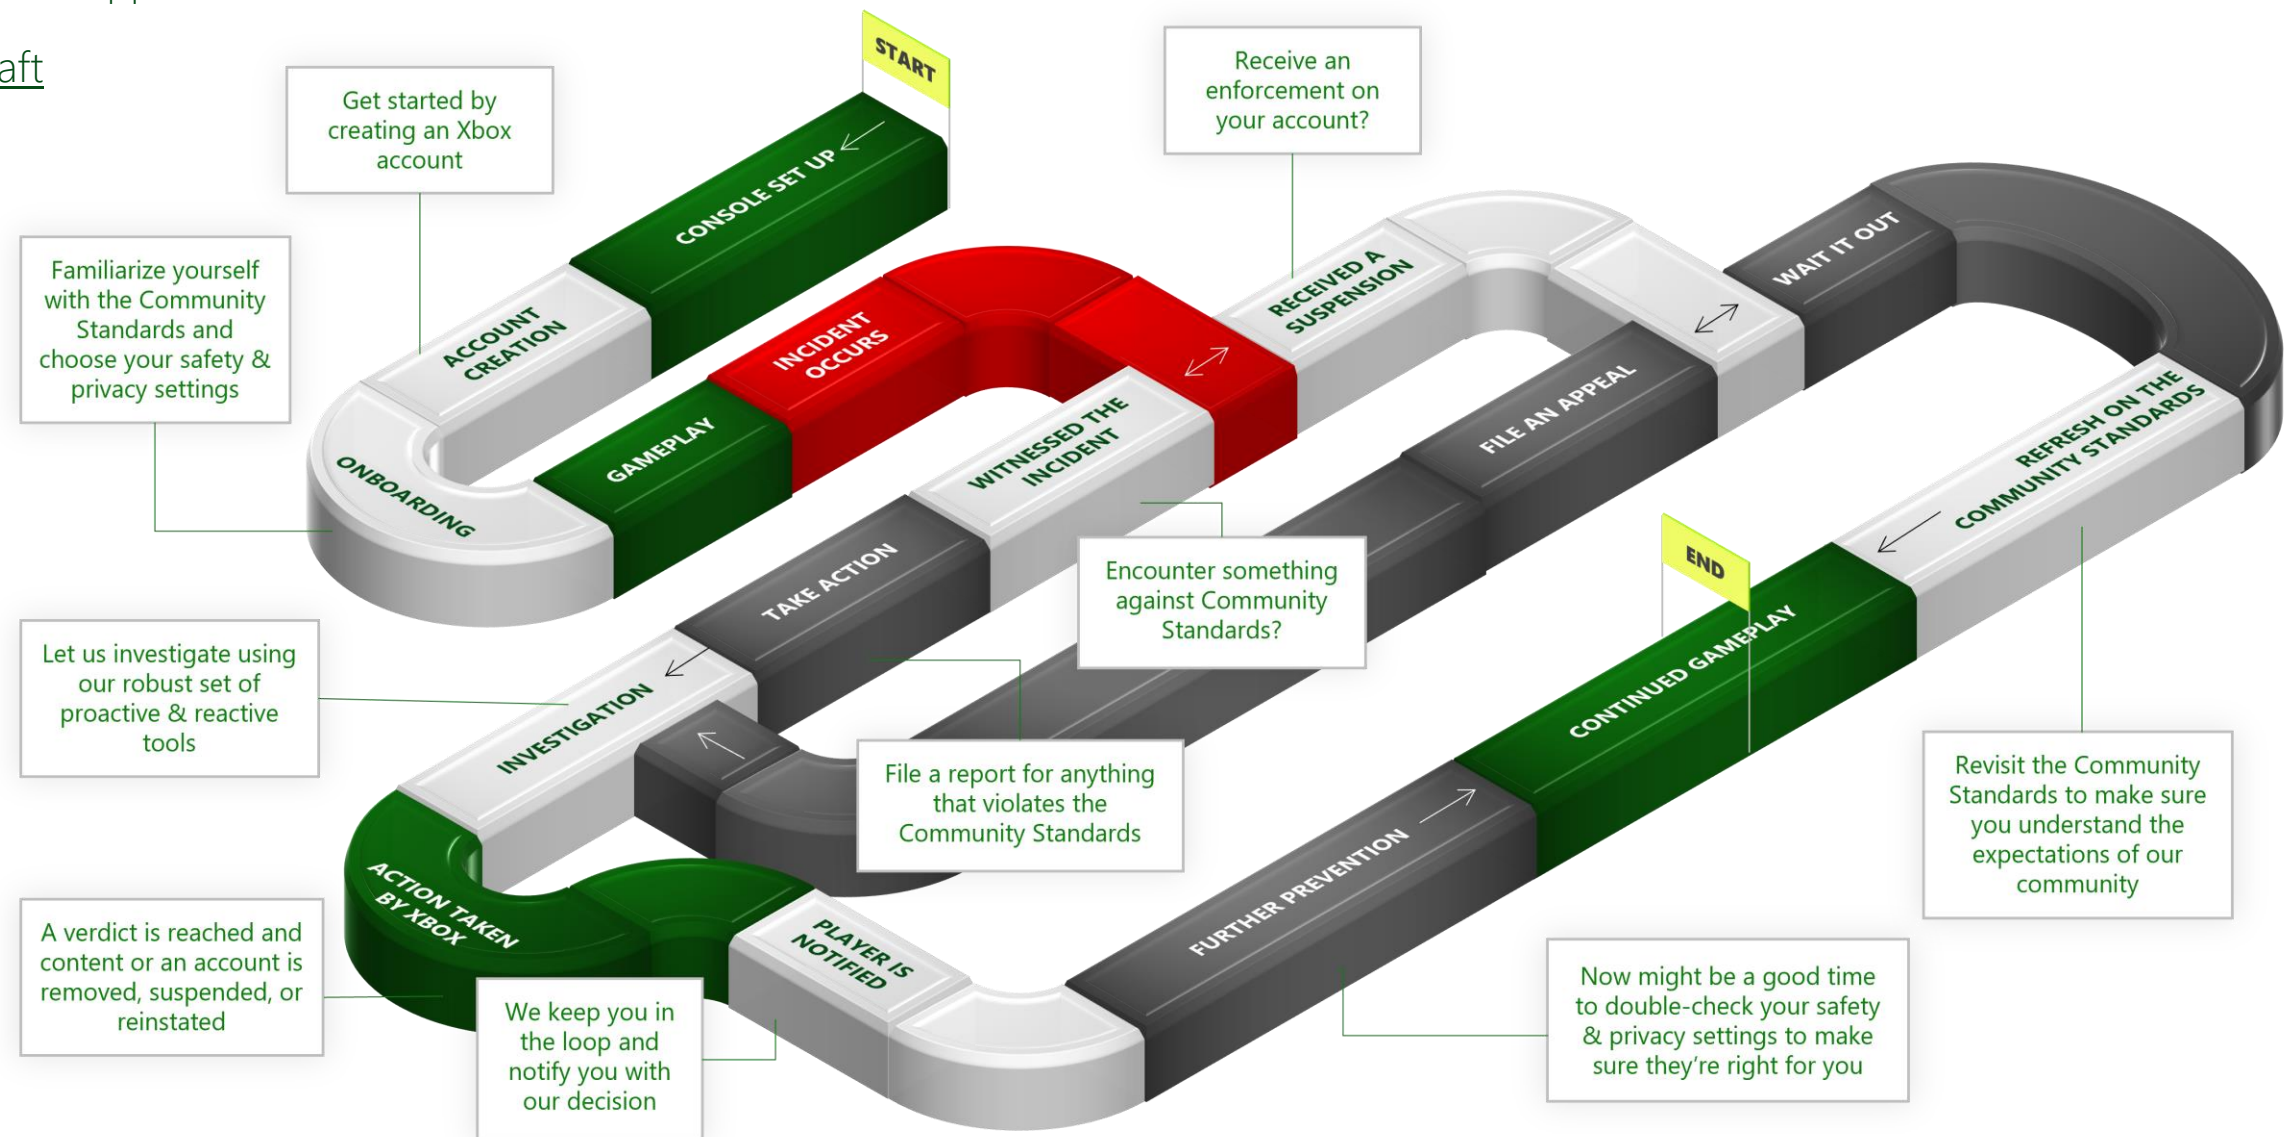 aft
START
CONSOLE SET UP
Get started by
creating an Xbox
account
ACCOUNT
CREATION
Familiarize yourself
with the Community
Standards and
choose your safety &
privacy settings
ONBOARDING
GAMEPLAY
INCIDENT
OCCURS
Receive an
enforcement on
your account?
RECEIVED A
SUSPENSION
WITNESSED THE
INCIDENT
Encounter something
against Community
Standards?
TAKE ACTION
File a report for anything
that violates the
Community Standards
Let us investigate using
our robust set of
proactive & reactive
tools
INVESTIGATION
FILE AN APPEAL
WAIT IT OUT
REFRESH ON THE
COMMUNITY STANDARDS
Revisit the Community
Standards to make sure
you understand the
expectations of our
community
ACTION TAKEN
BY XBOX
A verdict is reached and
content or an account is
removed, suspended, or
reinstated
PLAYER IS
NOTIFIED
We keep you in
the loop and
notify you with
our decision
FURTHER PREVENTION
Now might be a good time
to double-check your safety
& privacy settings to make
sure they're right for you
CONTINUED GAMEPLAY
END